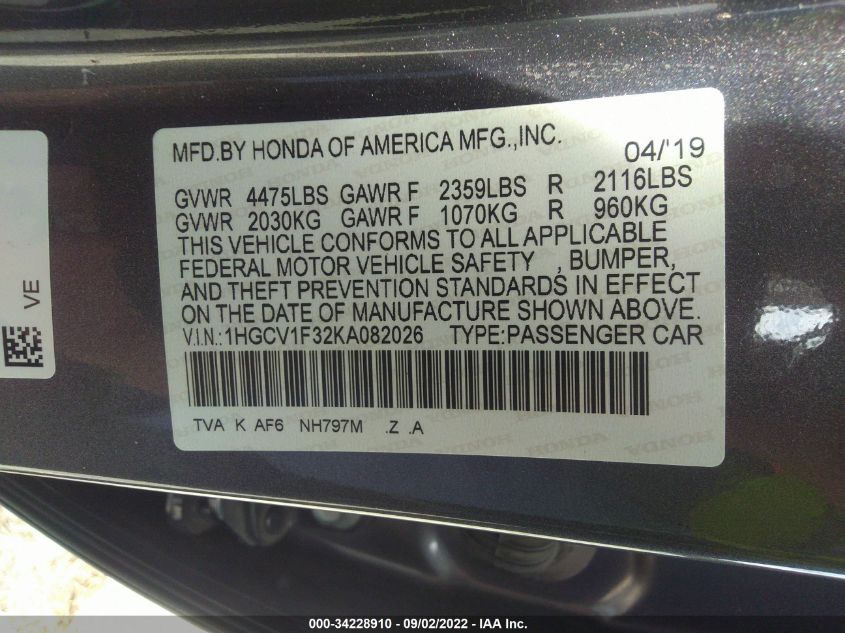 MFD.BY HONDA OF AMERICA MFG.,INC. 04/'19
GVWR 4475LBS GAWR F 2359LBS R 2116LBS
GVWR 2030KG GAWR F 1070KG R 960KG
THIS VEHICLE CONFORMS TO ALL APPLICABLE
FEDERAL MOTOR VEHICLE SAFETY , BUMPER,
AND THEFT PREVENTION STANDARDS IN EFFECT
ON THE DATE OF MANUFACTURE SHOWN ABOVE.
V.I.N.:1HGCV1F32KA082026 TYPE:PASSENGER CAR
TVA K AF6 NH797M .Z .A
VE
000-34228910 - 09/02/2022 - IAA Inc.